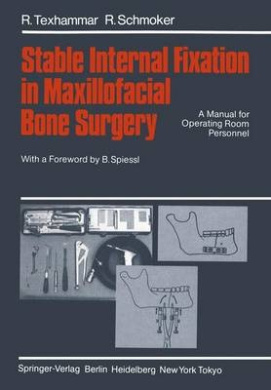 R.Texhammar R.Schmoker
Stable Internal Fixation
in Maxillofacial
Bone Surgery
A Manual for
Operating Room
Personnel
With a Foreword by B.Spiessl
Springer-Verlag Berlin Heidelberg New York Tokyo